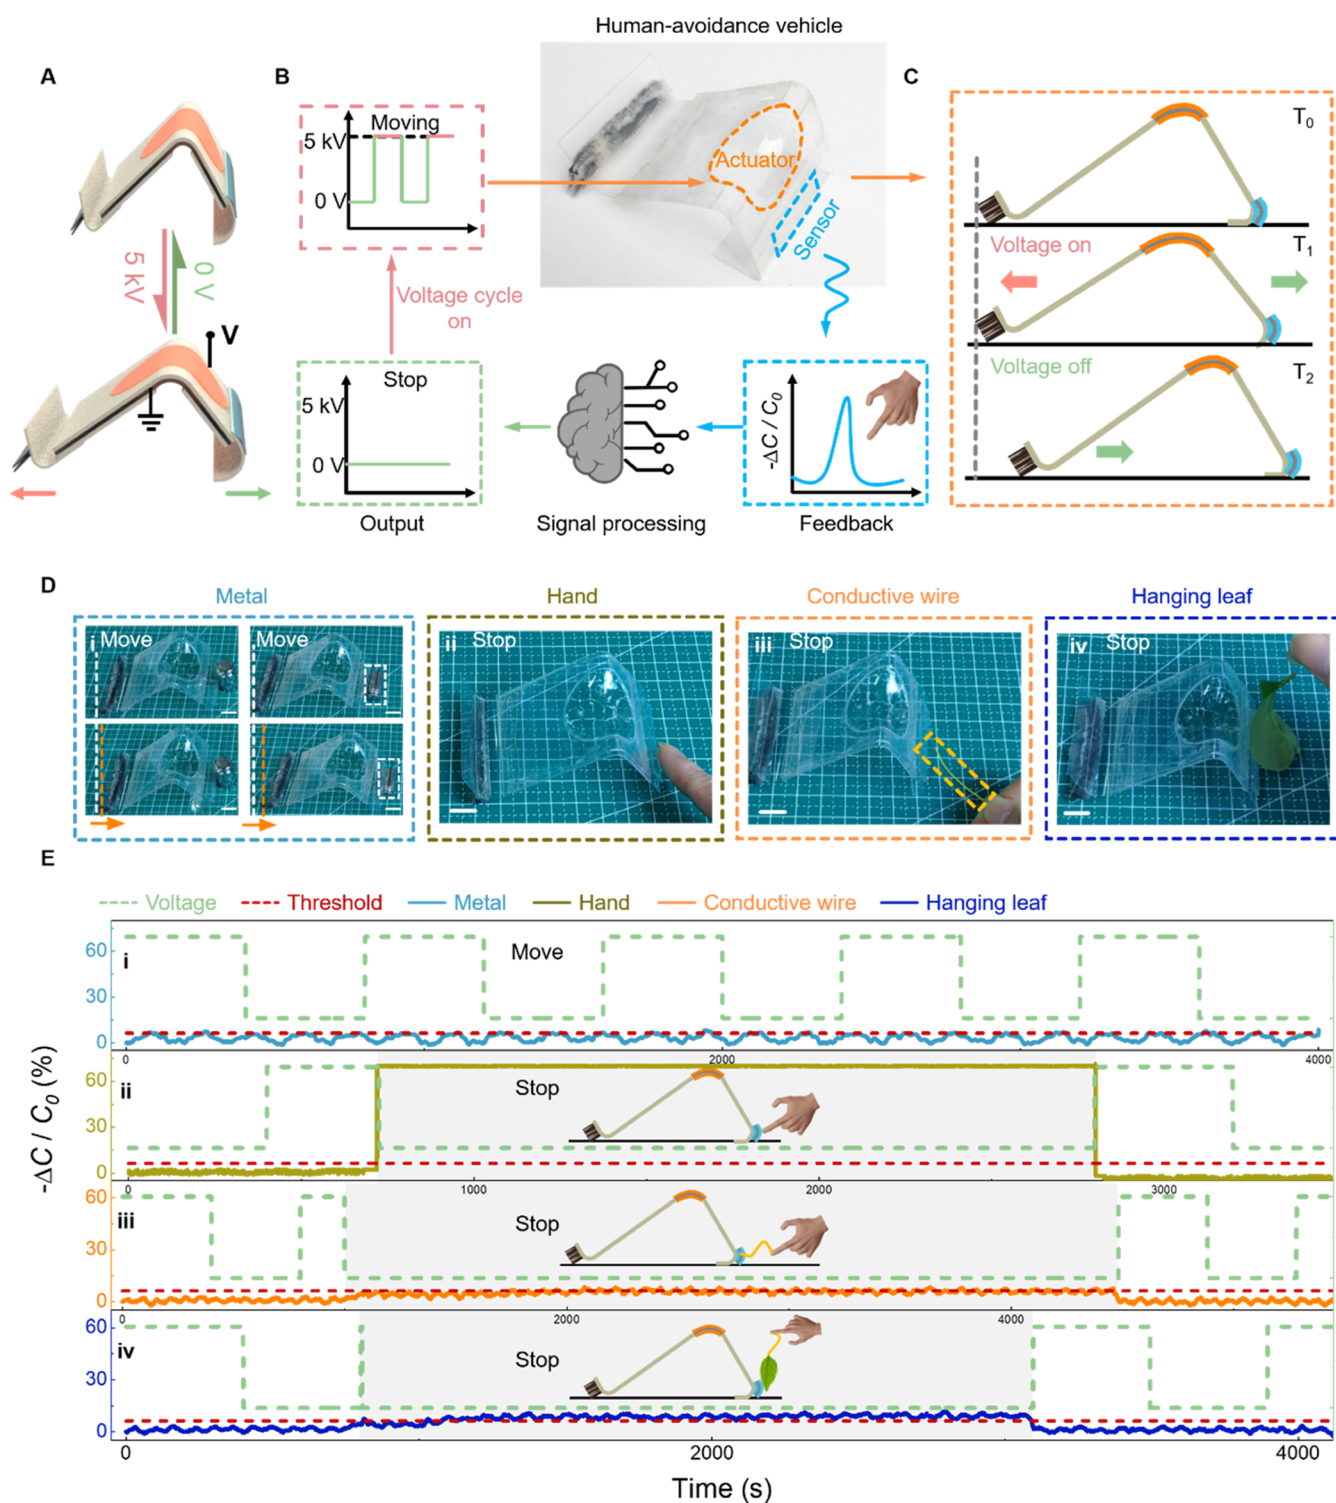 Human-avoidance vehicle
A
B
C
5 kV
0 V
V
Moving
5 kV
0 V
Voltage cycle
on
Stop
5 kV
0 V
Output
Actuator
Sensor
Signal processing
-ΔC / C₀
Feedback
T₀
Voltage on
T₁
Voltage off
T₂
D
Metal
Hand
Conductive wire
Hanging leaf
i Move
Move
ii Stop
iii Stop
iv Stop
E
Voltage
Threshold
Metal
Hand
Conductive wire
Hanging leaf
-ΔC / C₀ (%)
60
30
0
i
Move
0
2000
4000
60
30
0
ii
Stop
0
1000
2000
3000
60
30
0
iii
Stop
0
2000
4000
60
30
0
iv
Stop
0
2000
4000
Time (s)